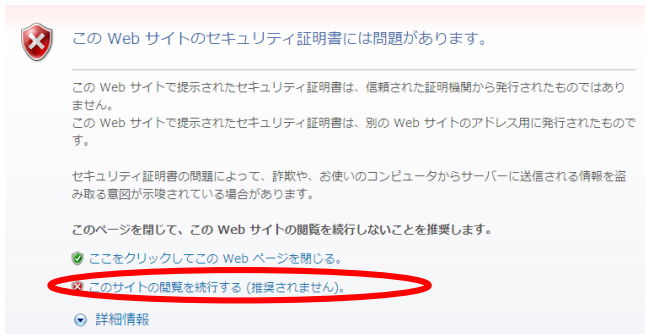 この Web サイトのセキュリティ証明書には問題があります。
この Web サイトで提示されたセキュリティ証明書は、信頼された証明機関から発行されたものではあり
ません。
この Web サイトで提示されたセキュリティ証明書は、別の Web サイトのアドレス用に発行されたもので
す。
セキュリティ証明書の問題によって、詐欺や、お使いのコンピュータからサーバーに送信される情報を盗
み取る意図が示唆されている場合があります。
このページを閉じて、この Web サイトの閲覧を続行しないことを推奨します。
ここをクリックしてこの Web ページを閉じる。
このサイトの閲覧を続行する (推奨されません)。
詳細情報